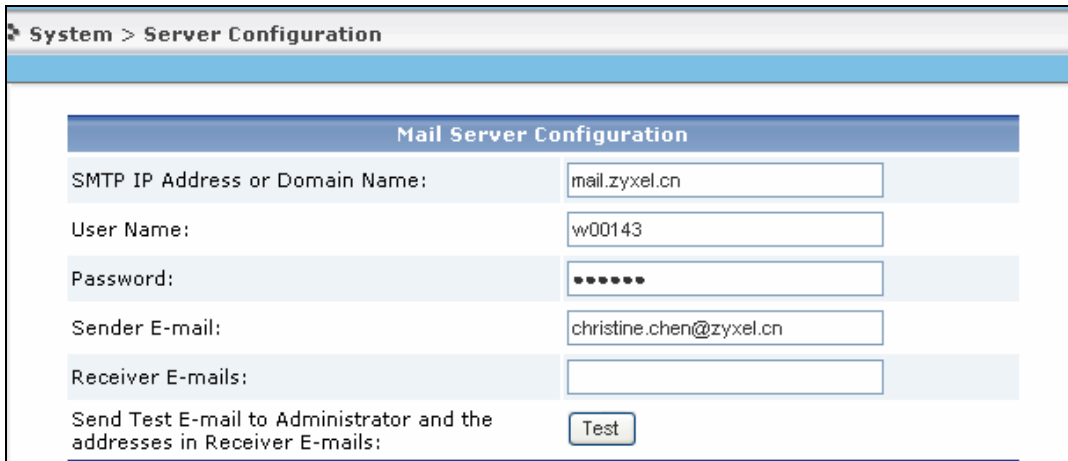 System > Server Configuration
Mail Server Configuration
SMTP IP Address or Domain Name: mail.zyxel.cn
User Name: w00143
Password: ••••••
Sender E-mail: christine.chen@zyxel.cn
Receiver E-mails:
Send Test E-mail to Administrator and the
addresses in Receiver E-mails: Test